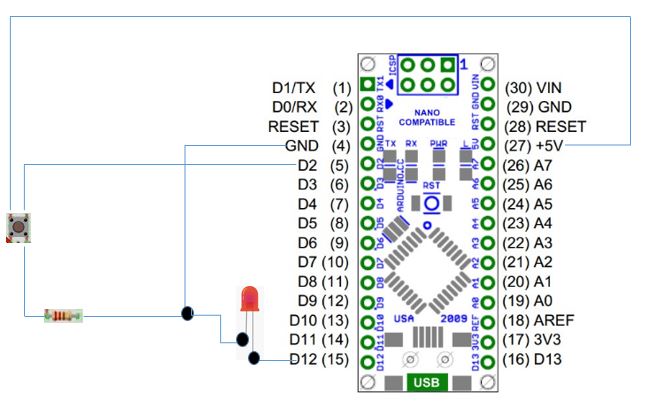 D1/TX (1)
D0/RX (2)
RESET (3)
GND (4)
D2 (5)
D3 (6)
D4 (7)
D5 (8)
D6 (9)
D7 (10)
D8 (11)
D9 (12)
D10 (13)
D11 (14)
D12 (15)
ICSP
1
NANO
COMPATIBLE
TX RX PWR L
ARDUINO.CC
RST
USA 2009
USB
TX1
RX0
RST
GND
D2
D3
D4
D5
D6
D7
D8
D9
D10
D11
D12
VIN
GND
RST
5V
A7
A6
A5
A4
A3
A2
A1
A0
REF
3V3
D13
(30) VIN
(29) GND
(28) RESET
(27) +5V
(26) A7
(25) A6
(24) A5
(23) A4
(22) A3
(21) A2
(20) A1
(19) A0
(18) AREF
(17) 3V3
(16) D13